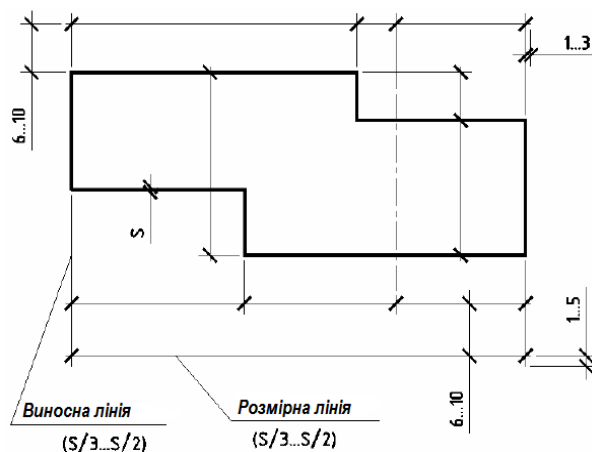 1...3
6...10
S
1...5
6...10
Виносна лінія
(S/3...S/2)
Розмірна лінія
(S/3...S/2)